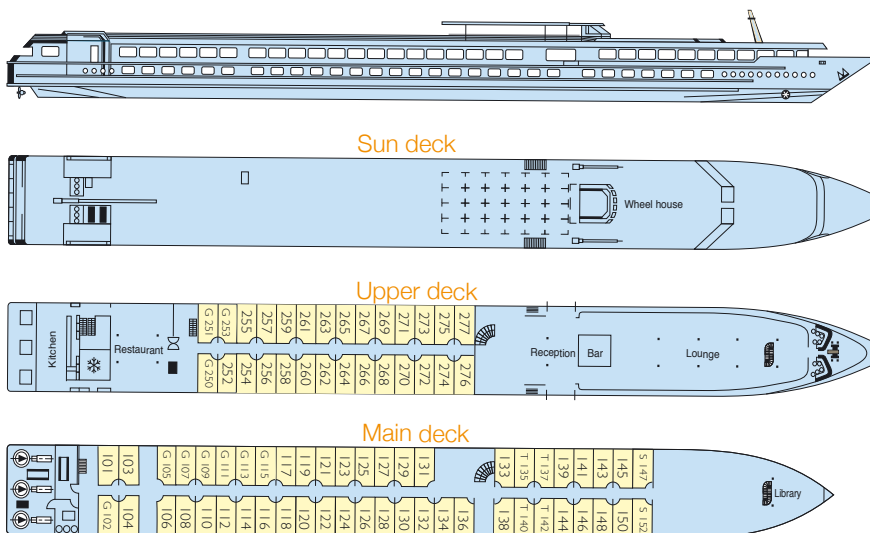 Sun deck
Wheel house
Upper deck
G 251 G 253 255 257 259 261 263 265 267 269 271 273 275 277
Kitchen Restaurant Reception Bar Lounge
G 250 252 254 256 258 260 262 264 266 268 270 272 274 276
Main deck
101 103 G 105 G 107 G 109 G 111 G 113 G 115 117 119 121 123 125 127 129 131 133 T 135 T 137 139 141 143 145 S 147
Library
G 102 104 106 108 110 112 114 116 118 120 122 124 126 128 130 132 134 136 138 T 140 T 142 144 146 148 150 S 152